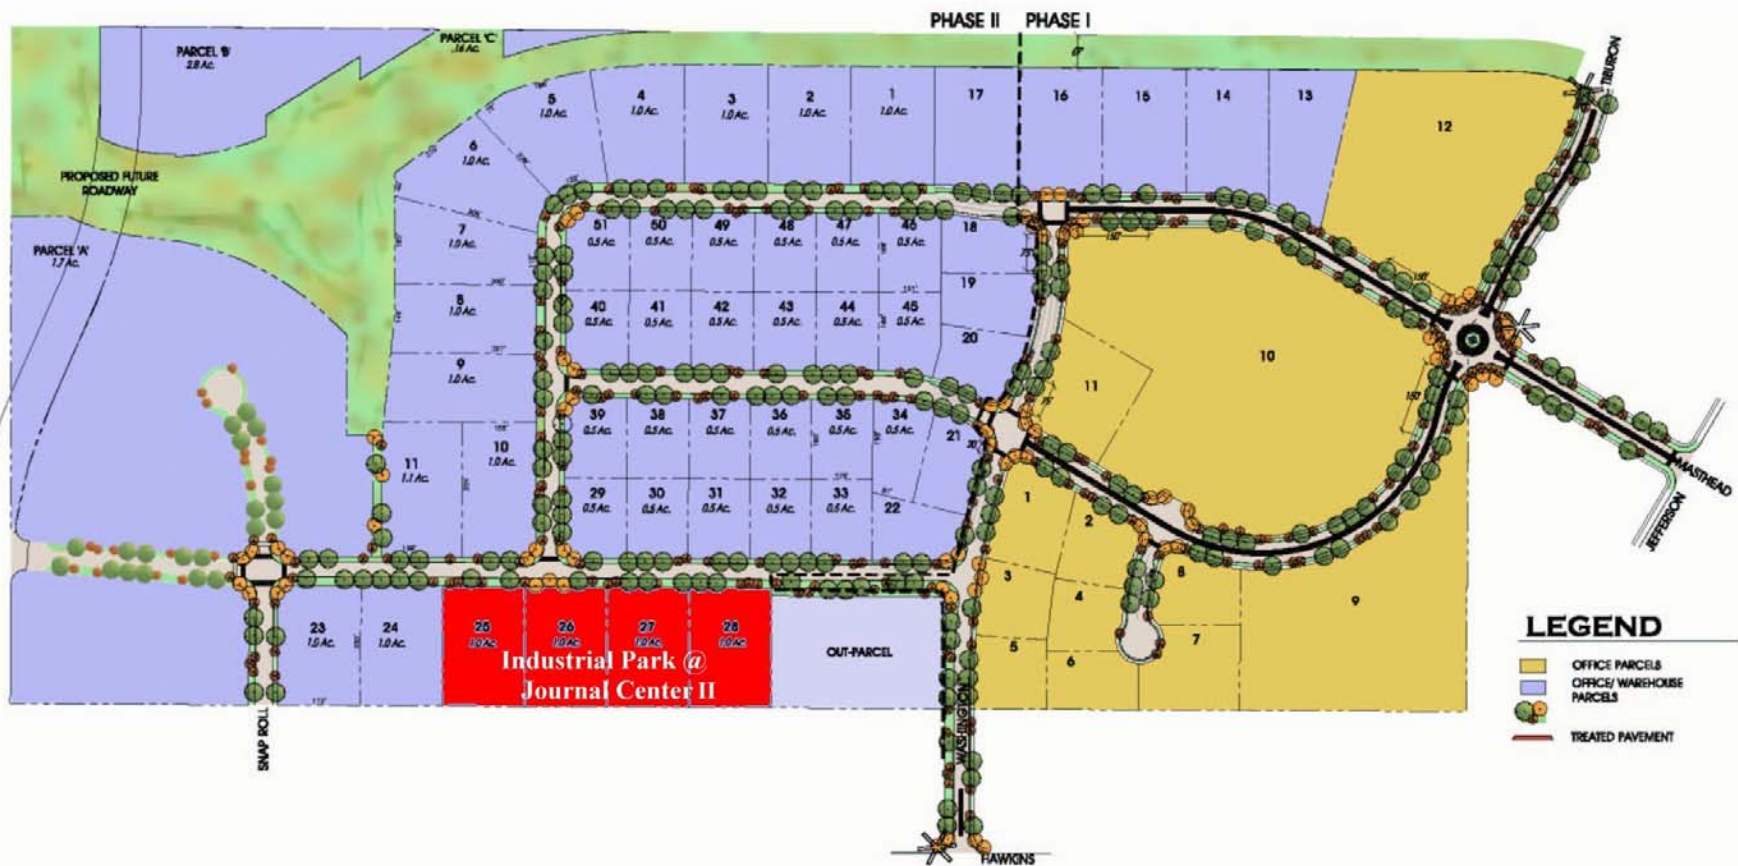 PHASE II PHASE I
PARCEL 'B'
2.8 Ac.
PARCEL 'C'
.16 Ac.
TIBURON
5
1.0 Ac.
4
1.0 Ac.
3
1.0 Ac.
2
1.0 Ac.
1
1.0 Ac.
17
16
15
14
13
12
6
1.0 Ac.
PROPOSED FUTURE
ROADWAY
PARCEL 'A'
1.7 Ac.
7
1.0 Ac.
51
0.5 Ac.
50
0.5 Ac.
49
0.5 Ac.
48
0.5 Ac.
47
0.5 Ac.
46
0.5 Ac.
18
150'
150'
8
1.0 Ac.
40
0.5 Ac.
41
0.5 Ac.
42
0.5 Ac.
43
0.5 Ac.
44
0.5 Ac.
45
0.5 Ac.
19
20
9
1.0 Ac.
10
11
75'
150'
39
0.5 Ac.
38
0.5 Ac.
37
0.5 Ac.
36
0.5 Ac.
35
0.5 Ac.
34
0.5 Ac.
21
10
1.0 Ac.
11
1.1 Ac.
29
0.5 Ac.
30
0.5 Ac.
31
0.5 Ac.
32
0.5 Ac.
33
0.5 Ac.
22
1
2
MASTHEAD
JEFFERSON
3
4
8
9
5
6
7
23
1.0 Ac.
24
1.0 Ac.
25
1.0 Ac.
26
1.0 Ac.
27
1.0 Ac.
28
1.0 Ac.
Industrial Park @
Journal Center II
OUT-PARCEL
SNAP ROLL
WASHINGTON
HAWKINS
LEGEND
OFFICE PARCELS
OFFICE/ WAREHOUSE
PARCELS
TREATED PAVEMENT